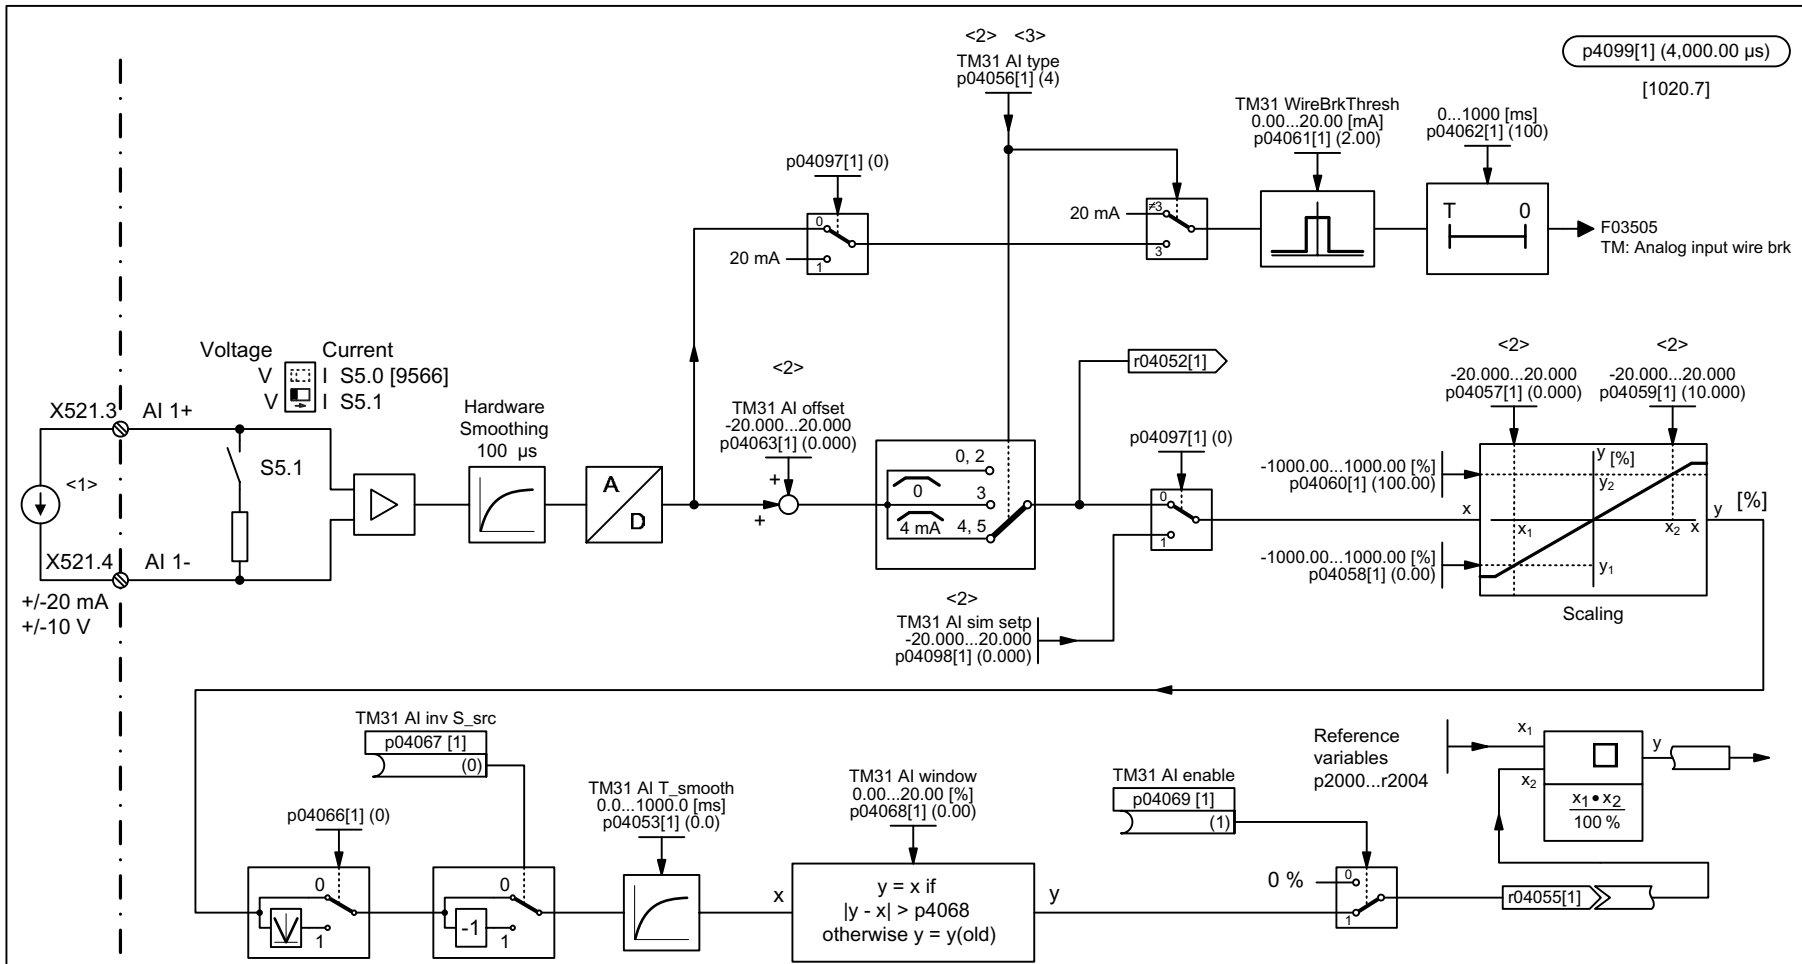 <2> <3>
TM31 AI type
p04056[1] (4)
p4099[1] (4,000.00 µs)
[1020.7]
TM31 WireBrkThresh
0.00...20.00 [mA]
p04061[1] (2.00)
0...1000 [ms]
p04062[1] (100)
p04097[1] (0)
0
20 mA
1
20 mA
≠3
3
T 0
F03505
TM: Analog input wire brk
Voltage Current
V I S5.0 [9566]
V I S5.1
X521.3 AI 1+
S5.1
<1>
X521.4 AI 1-
+/-20 mA
+/-10 V
Hardware
Smoothing
100 µs
A
D
<2>
TM31 AI offset
-20.000...20.000
p04063[1] (0.000)
+
+
0, 2
0
3
4 mA
4, 5
r04052[1]
p04097[1] (0)
0
1
<2>
TM31 AI sim setp
-20.000...20.000
p04098[1] (0.000)
<2>
-20.000...20.000
p04057[1] (0.000)
<2>
-20.000...20.000
p04059[1] (10.000)
-1000.00...1000.00 [%]
p04060[1] (100.00)
-1000.00...1000.00 [%]
p04058[1] (0.00)
y [%]
y2
x
x1
x2 x
y [%]
y1
Scaling
TM31 AI inv S_src
p04067 [1]
(0)
p04066[1] (0)
0
1
0
-1
1
TM31 AI T_smooth
0.0...1000.0 [ms]
p04053[1] (0.0)
TM31 AI window
0.00...20.00 [%]
p04068[1] (0.00)
x
y = x if
|y - x| > p4068
otherwise y = y(old)
y
TM31 AI enable
p04069 [1]
(1)
0 %
0
1
Reference
variables
p2000...r2004
x1
x2
y
x1 • x2
100 %
r04055[1]